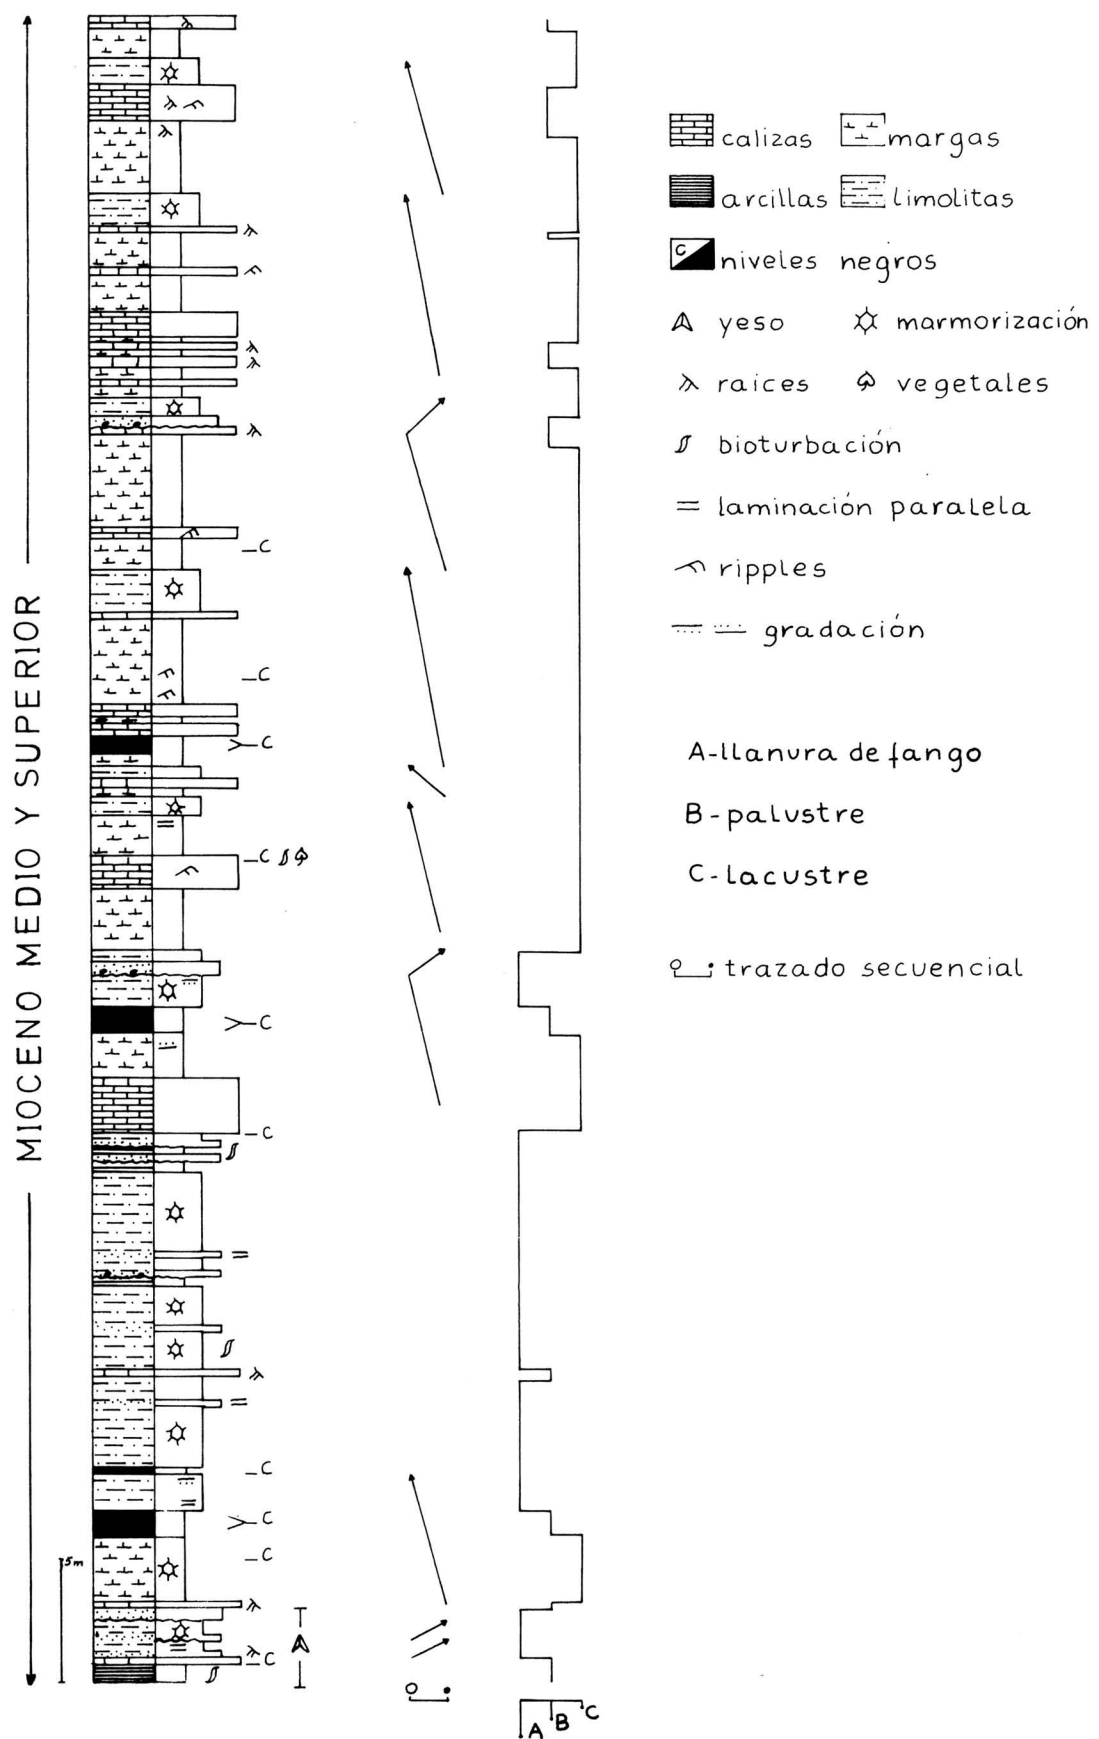 MIOCENO MEDIO Y SUPERIOR
C
C
C
C
C
C
C
C
C
5m
C
A
B
C
calizas
margas
arcillas
limolitas
c
niveles negros
yeso
marmorización
raices
vegetales
bioturbación
laminación paralela
ripples
gradación
A-llanura de fango
B-palustre
C-lacustre
trazado secuencial